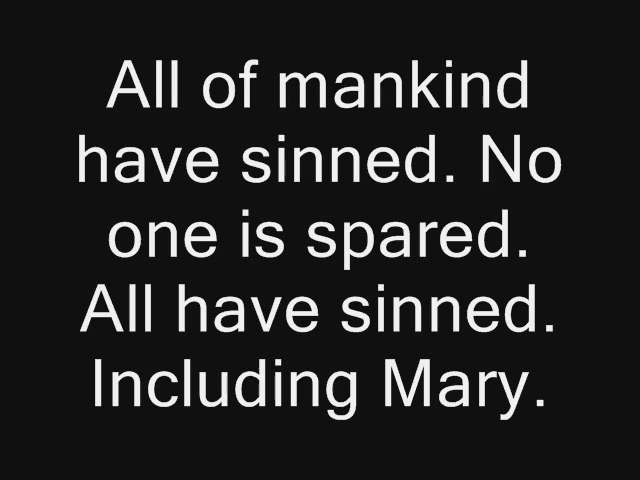 All of mankind
have sinned. No
one is spared.
All have sinned.
Including Mary.